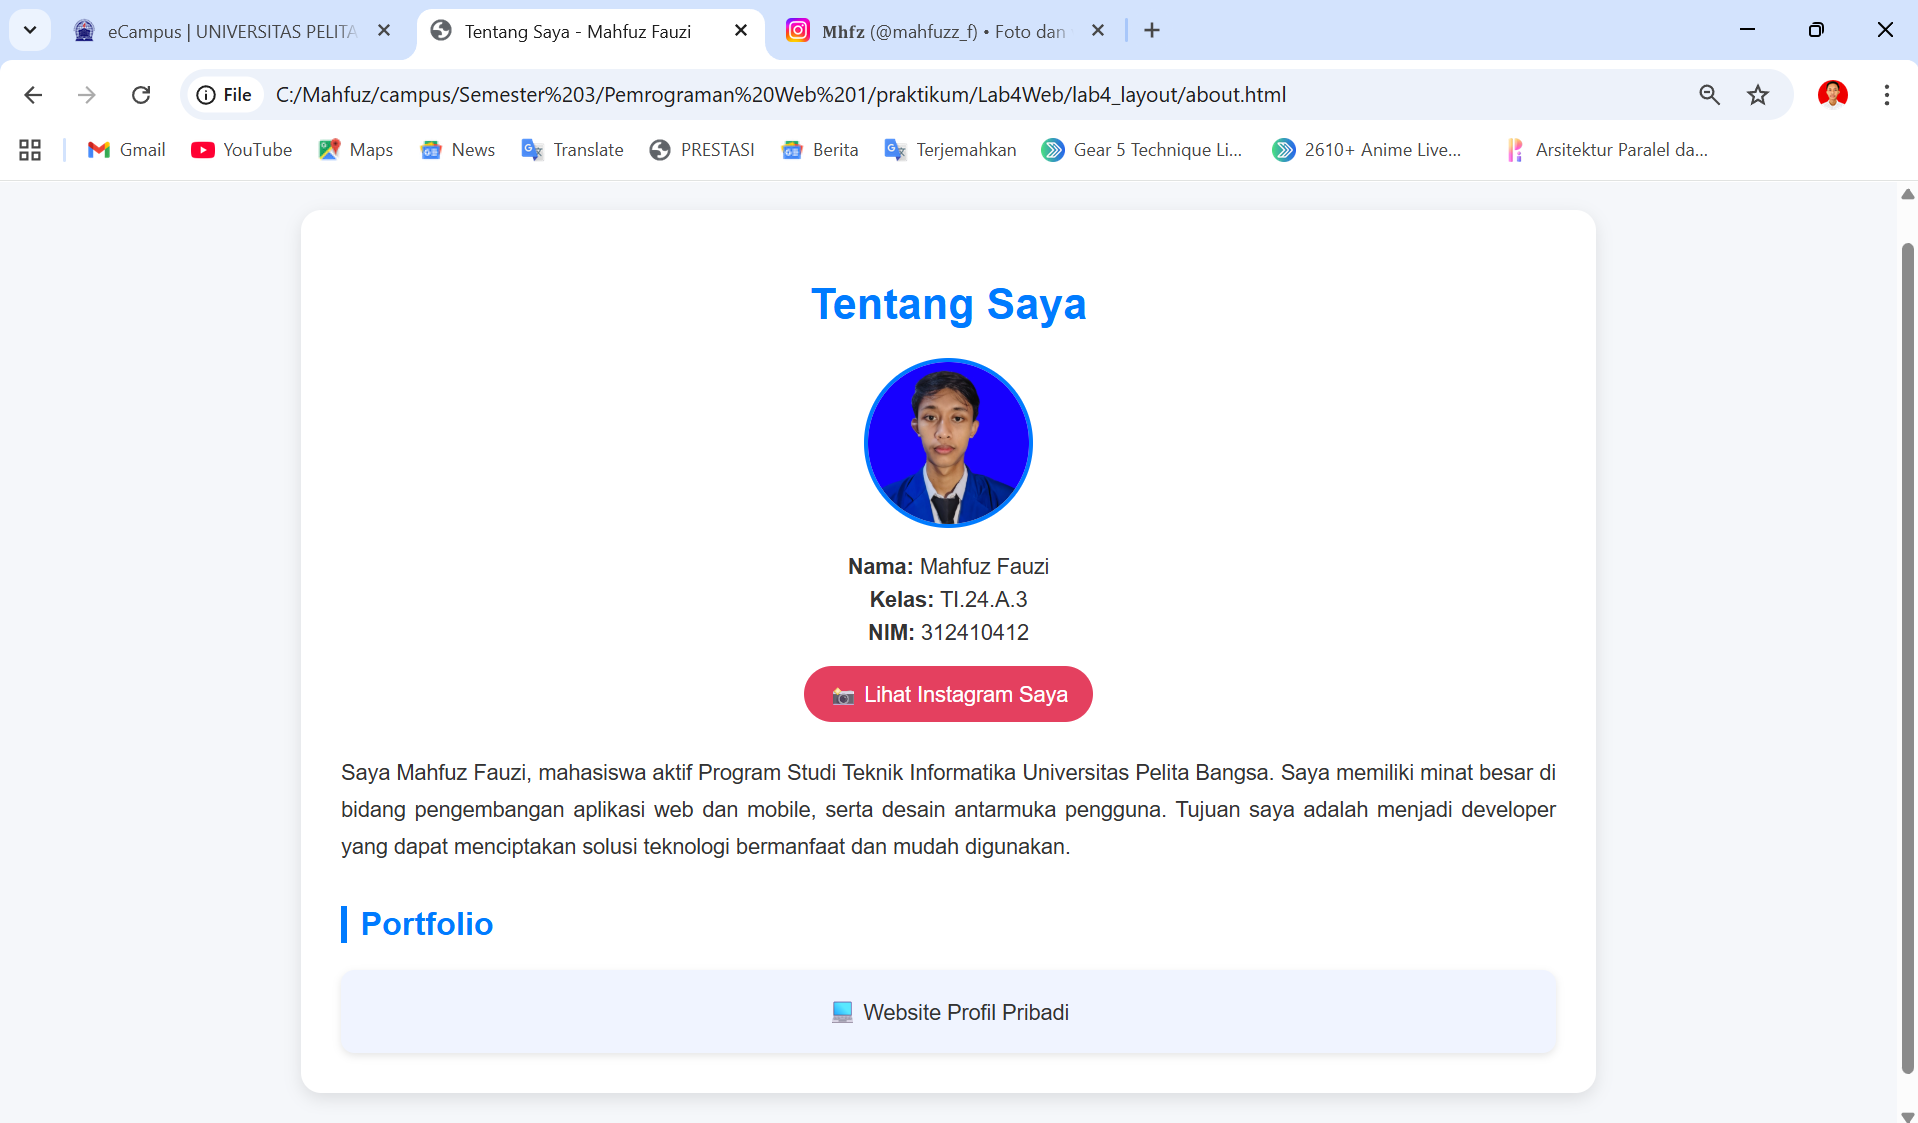 eCampus | UNIVERSITAS PELITA
Tentang Saya - Mahfuz Fauzi
Mhfz (@mahfuzz_f) • Foto dan
File
C:/Mahfuz/campus/Semester%203/Pemrograman%20Web%201/praktikum/Lab4Web/lab4_layout/about.html
Gmail
YouTube
Maps
News
Translate
PRESTASI
Berita
Terjemahkan
Gear 5 Technique Li...
2610+ Anime Live...
Arsitektur Paralel da...
Tentang Saya
Nama: Mahfuz Fauzi
Kelas: TI.24.A.3
NIM: 312410412
📸 Lihat Instagram Saya
Saya Mahfuz Fauzi, mahasiswa aktif Program Studi Teknik Informatika Universitas Pelita Bangsa. Saya memiliki minat besar di
bidang pengembangan aplikasi web dan mobile, serta desain antarmuka pengguna. Tujuan saya adalah menjadi developer
yang dapat menciptakan solusi teknologi bermanfaat dan mudah digunakan.
Portfolio
💻 Website Profil Pribadi